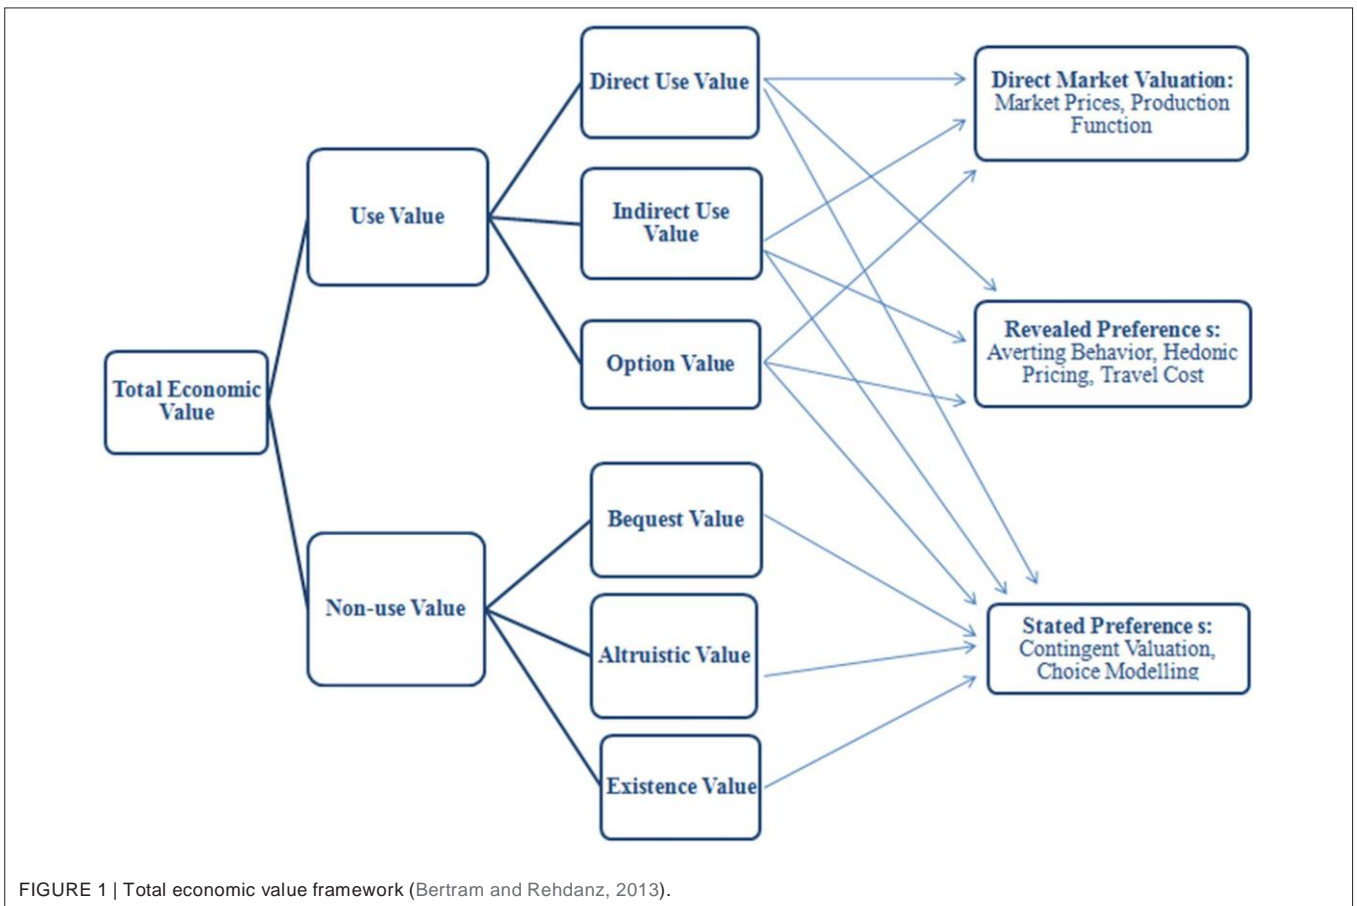 Direct Use Value
Direct Market Valuation:
Market Prices, Production
Function
Use Value
Indirect Use
Value
Option Value
Revealed Preference s:
Averting Behavior, Hedonic
Pricing, Travel Cost
Total Economic
Value
Bequest Value
Non-use Value
Altruistic Value
Stated Preference s:
Contingent Valuation,
Choice Modelling
Existence Value
FIGURE 1 | Total economic value framework (Bertram and Rehdanz, 2013).